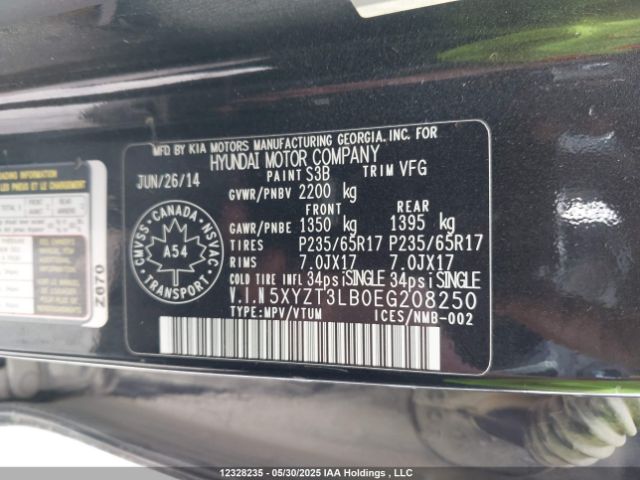 MFD BY KIA MOTORS MANUFACTURING GEORGIA, INC. FOR
HYUNDAI MOTOR COMPANY
JUN/26/14 PAINT S3B TRIM VFG
GVWR/PNBV 2200 kg
FRONT REAR
GAWR/PNBE 1350 kg 1395 kg
TIRES P235/65R17 P235/65R17
RIMS 7.0JX17 7.0JX17
COLD TIRE INFL 34psi SINGLE 34psi SINGLE
V.I.N 5XYZT3LB0EG208250
TYPE:MPV/VTUM ICES/NMB-002
CANADA
CMVSS NSVAC
A54
TRANSPORT
Z670
12328235 - 05/30/2025 IAA Holdings , LLC